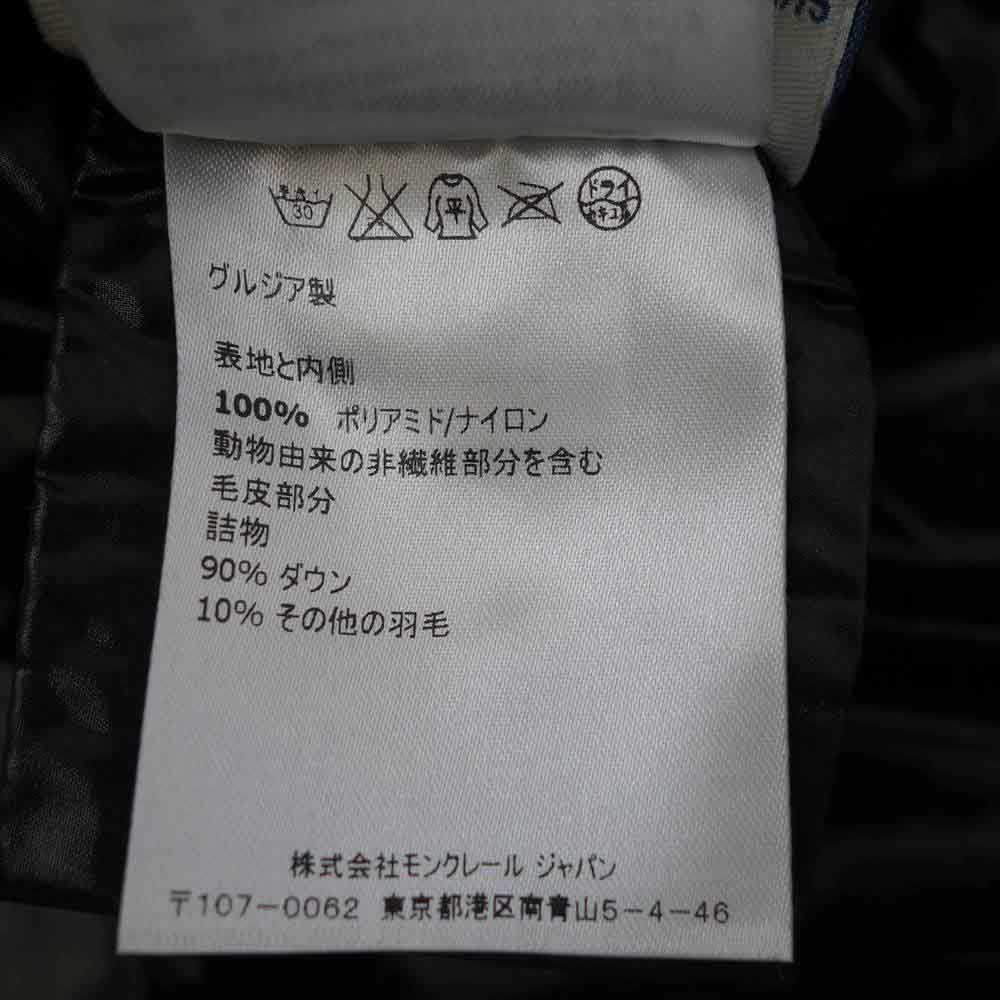 30
平
ドライ
セキユ系
グルジア製
表地と内側
100% ポリアミド/ナイロン
動物由来の非繊維部分を含む
毛皮部分
詰物
90% ダウン
10% その他の羽毛
株式会社モンクレール ジャパン
〒107-0062 東京都港区南青山5-4-46